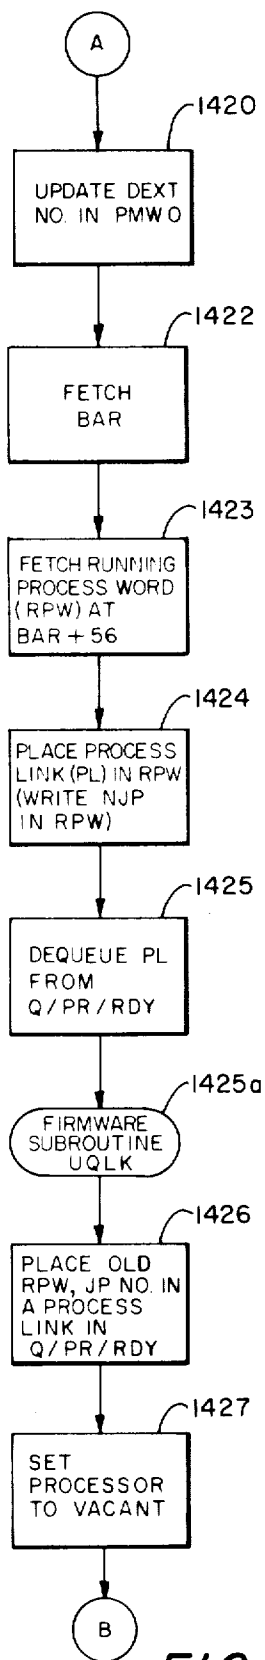 A
1420
UPDATE DEXT
NO. IN PMWO
1422
FETCH
BAR
1423
FETCH RUNNING
PROCESS WORD
(RPW) AT
BAR + 56
1424
PLACE PROCESS
LINK (PL) IN RPW
(WRITE NJP
IN RPW)
1425
DEQUEUE PL
FROM
Q/PR/RDY
1425a
FIRMWARE
SUBROUTINE
UQLK
1426
PLACE OLD
RPW, JP NO. IN
A PROCESS
LINK IN
Q/PR/RDY
1427
SET
PROCESSOR
TO VACANT
B